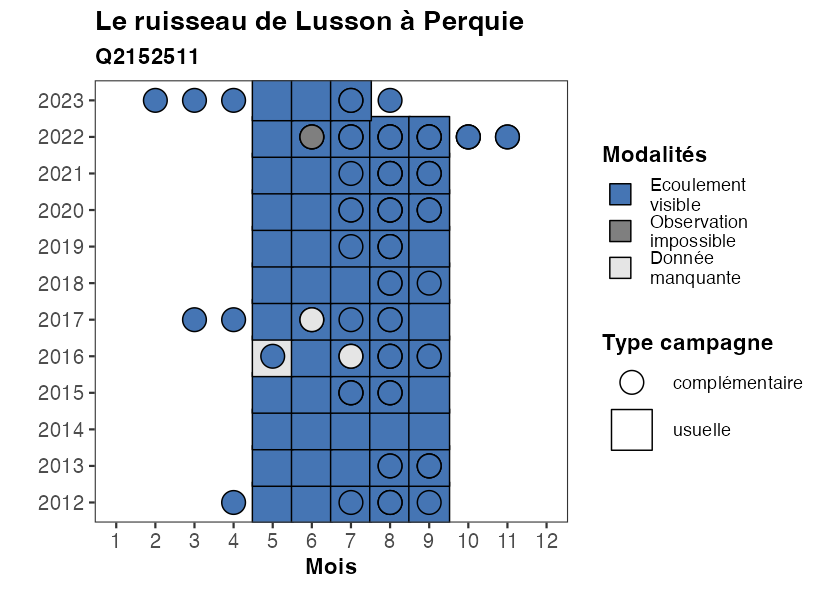 Le ruisseau de Lusson à Perquie
Q2152511
2023
2022
2021
2020
2019
2018
2017
2016
2015
2014
2013
2012
1 2 3 4 5 6 7 8 9 10 11 12
Mois
Modalités
Ecoulement
visible
Observation
impossible
Donnée
manquante
Type campagne
complémentaire
usuelle